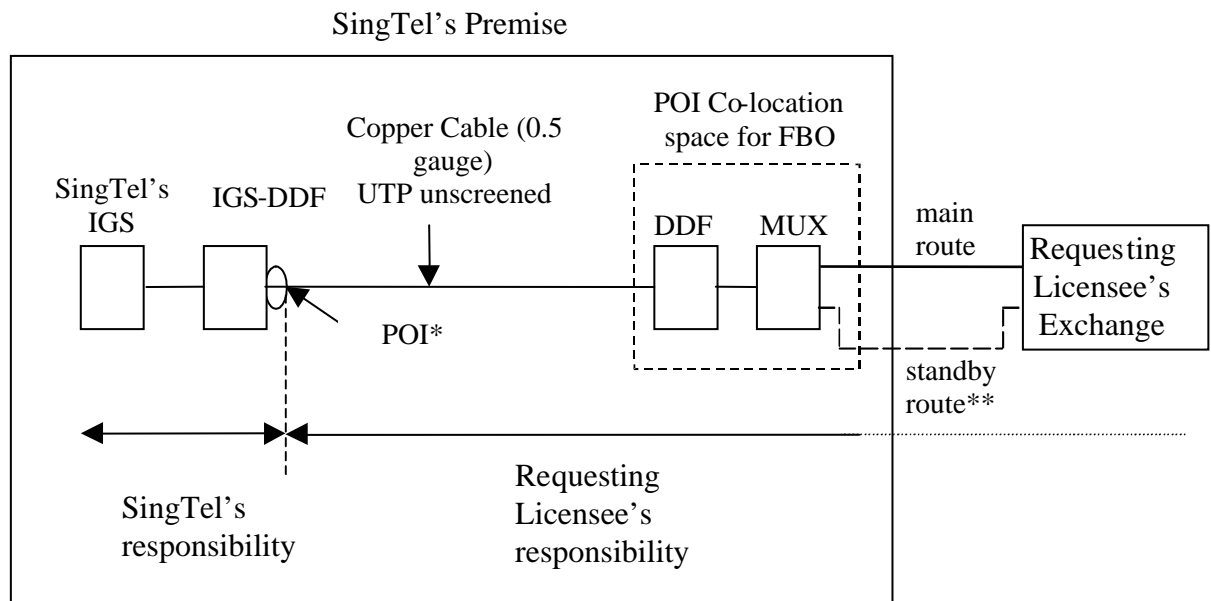 SingTel’s Premise
POI Co-location
space for FBO
Copper Cable (0.5
gauge)
UTP unscreened
SingTel’s
IGS
IGS-DDF
DDF
MUX
main
route
Requesting
Licensee’s
Exchange
POI*
standby
route**
SingTel’s
responsibility
Requesting
Licensee’s
responsibility